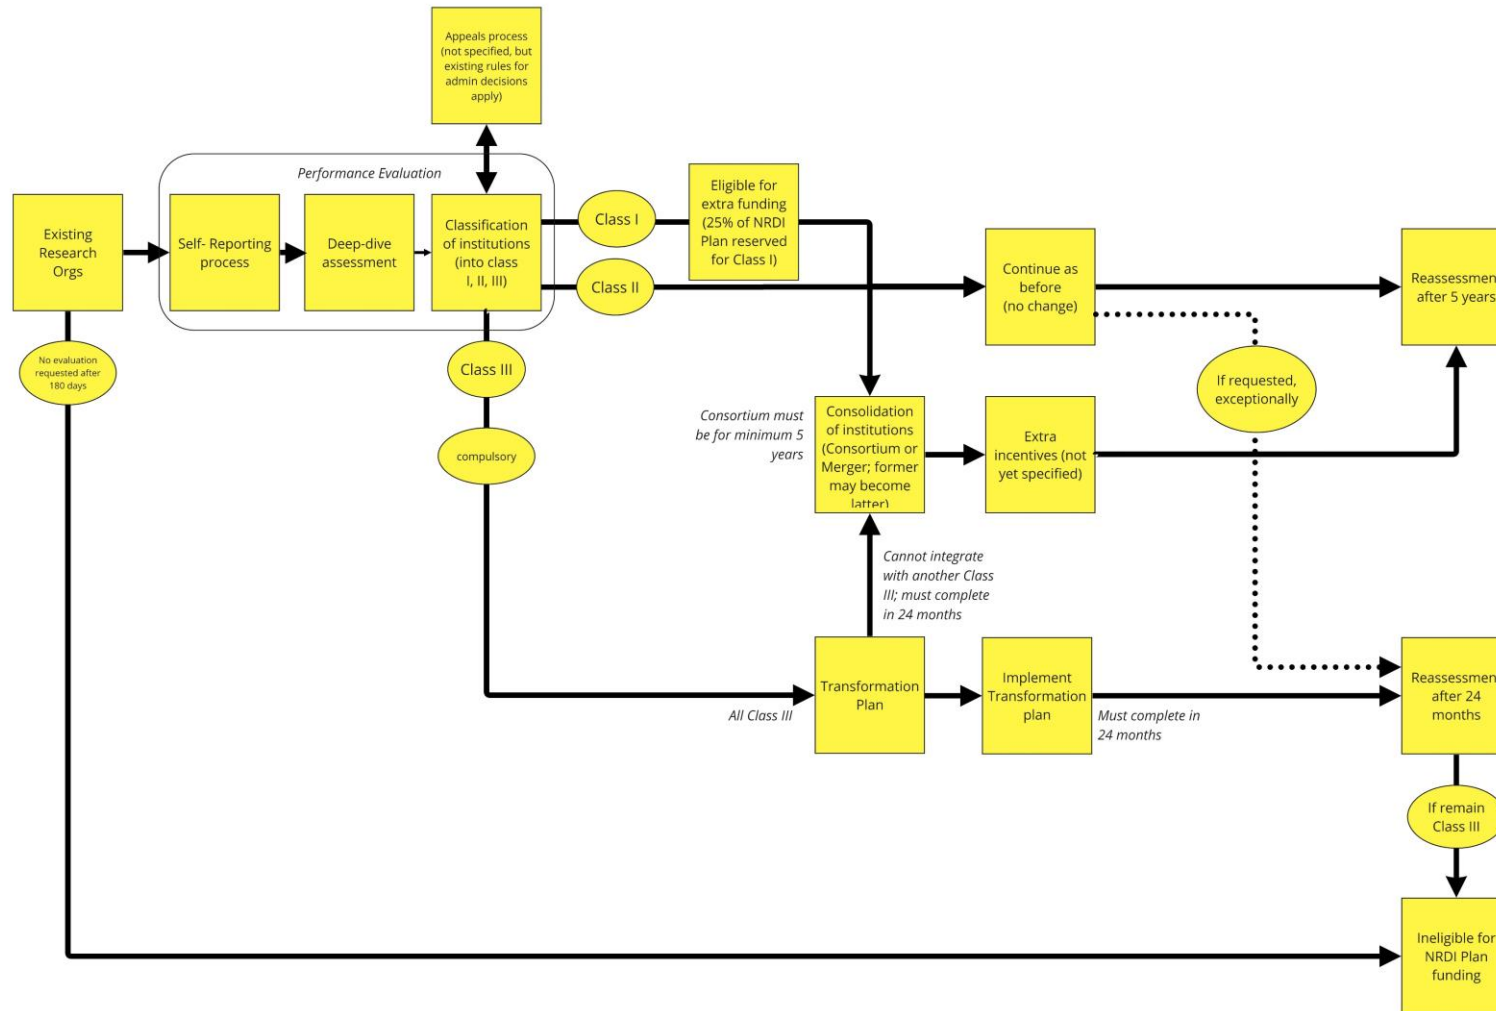 Appeals process
(not specified, but
existing rules for
admin decisions
apply)
Performance Evaluation
Existing
Research
Orgs
Self- Reporting
process
Deep-dive
assessment
Classification
of institutions
(into class
I, II, III)
Class I
Eligible for
extra funding
(25% of NRDI
Plan reserved
for Class I)
Class II
Continue as
before
(no change)
Reassessmen
after 5 years
No evaluation
requested after
180 days
Class III
compulsory
If requested,
exceptionally
Consortium must
be for minimum 5
years
Consolidation
of institutions
(Consortium or
Merger; former
may become
latter)
Extra
incentives (not
yet specified)
Cannot integrate
with another Class
III; must complete
in 24 months
All Class III
Transformation
Plan
Implement
Transformation
plan
Must complete in
24 months
Reassessmen
after 24
months
If remain
Class III
Ineligible for
NRDI Plan
funding